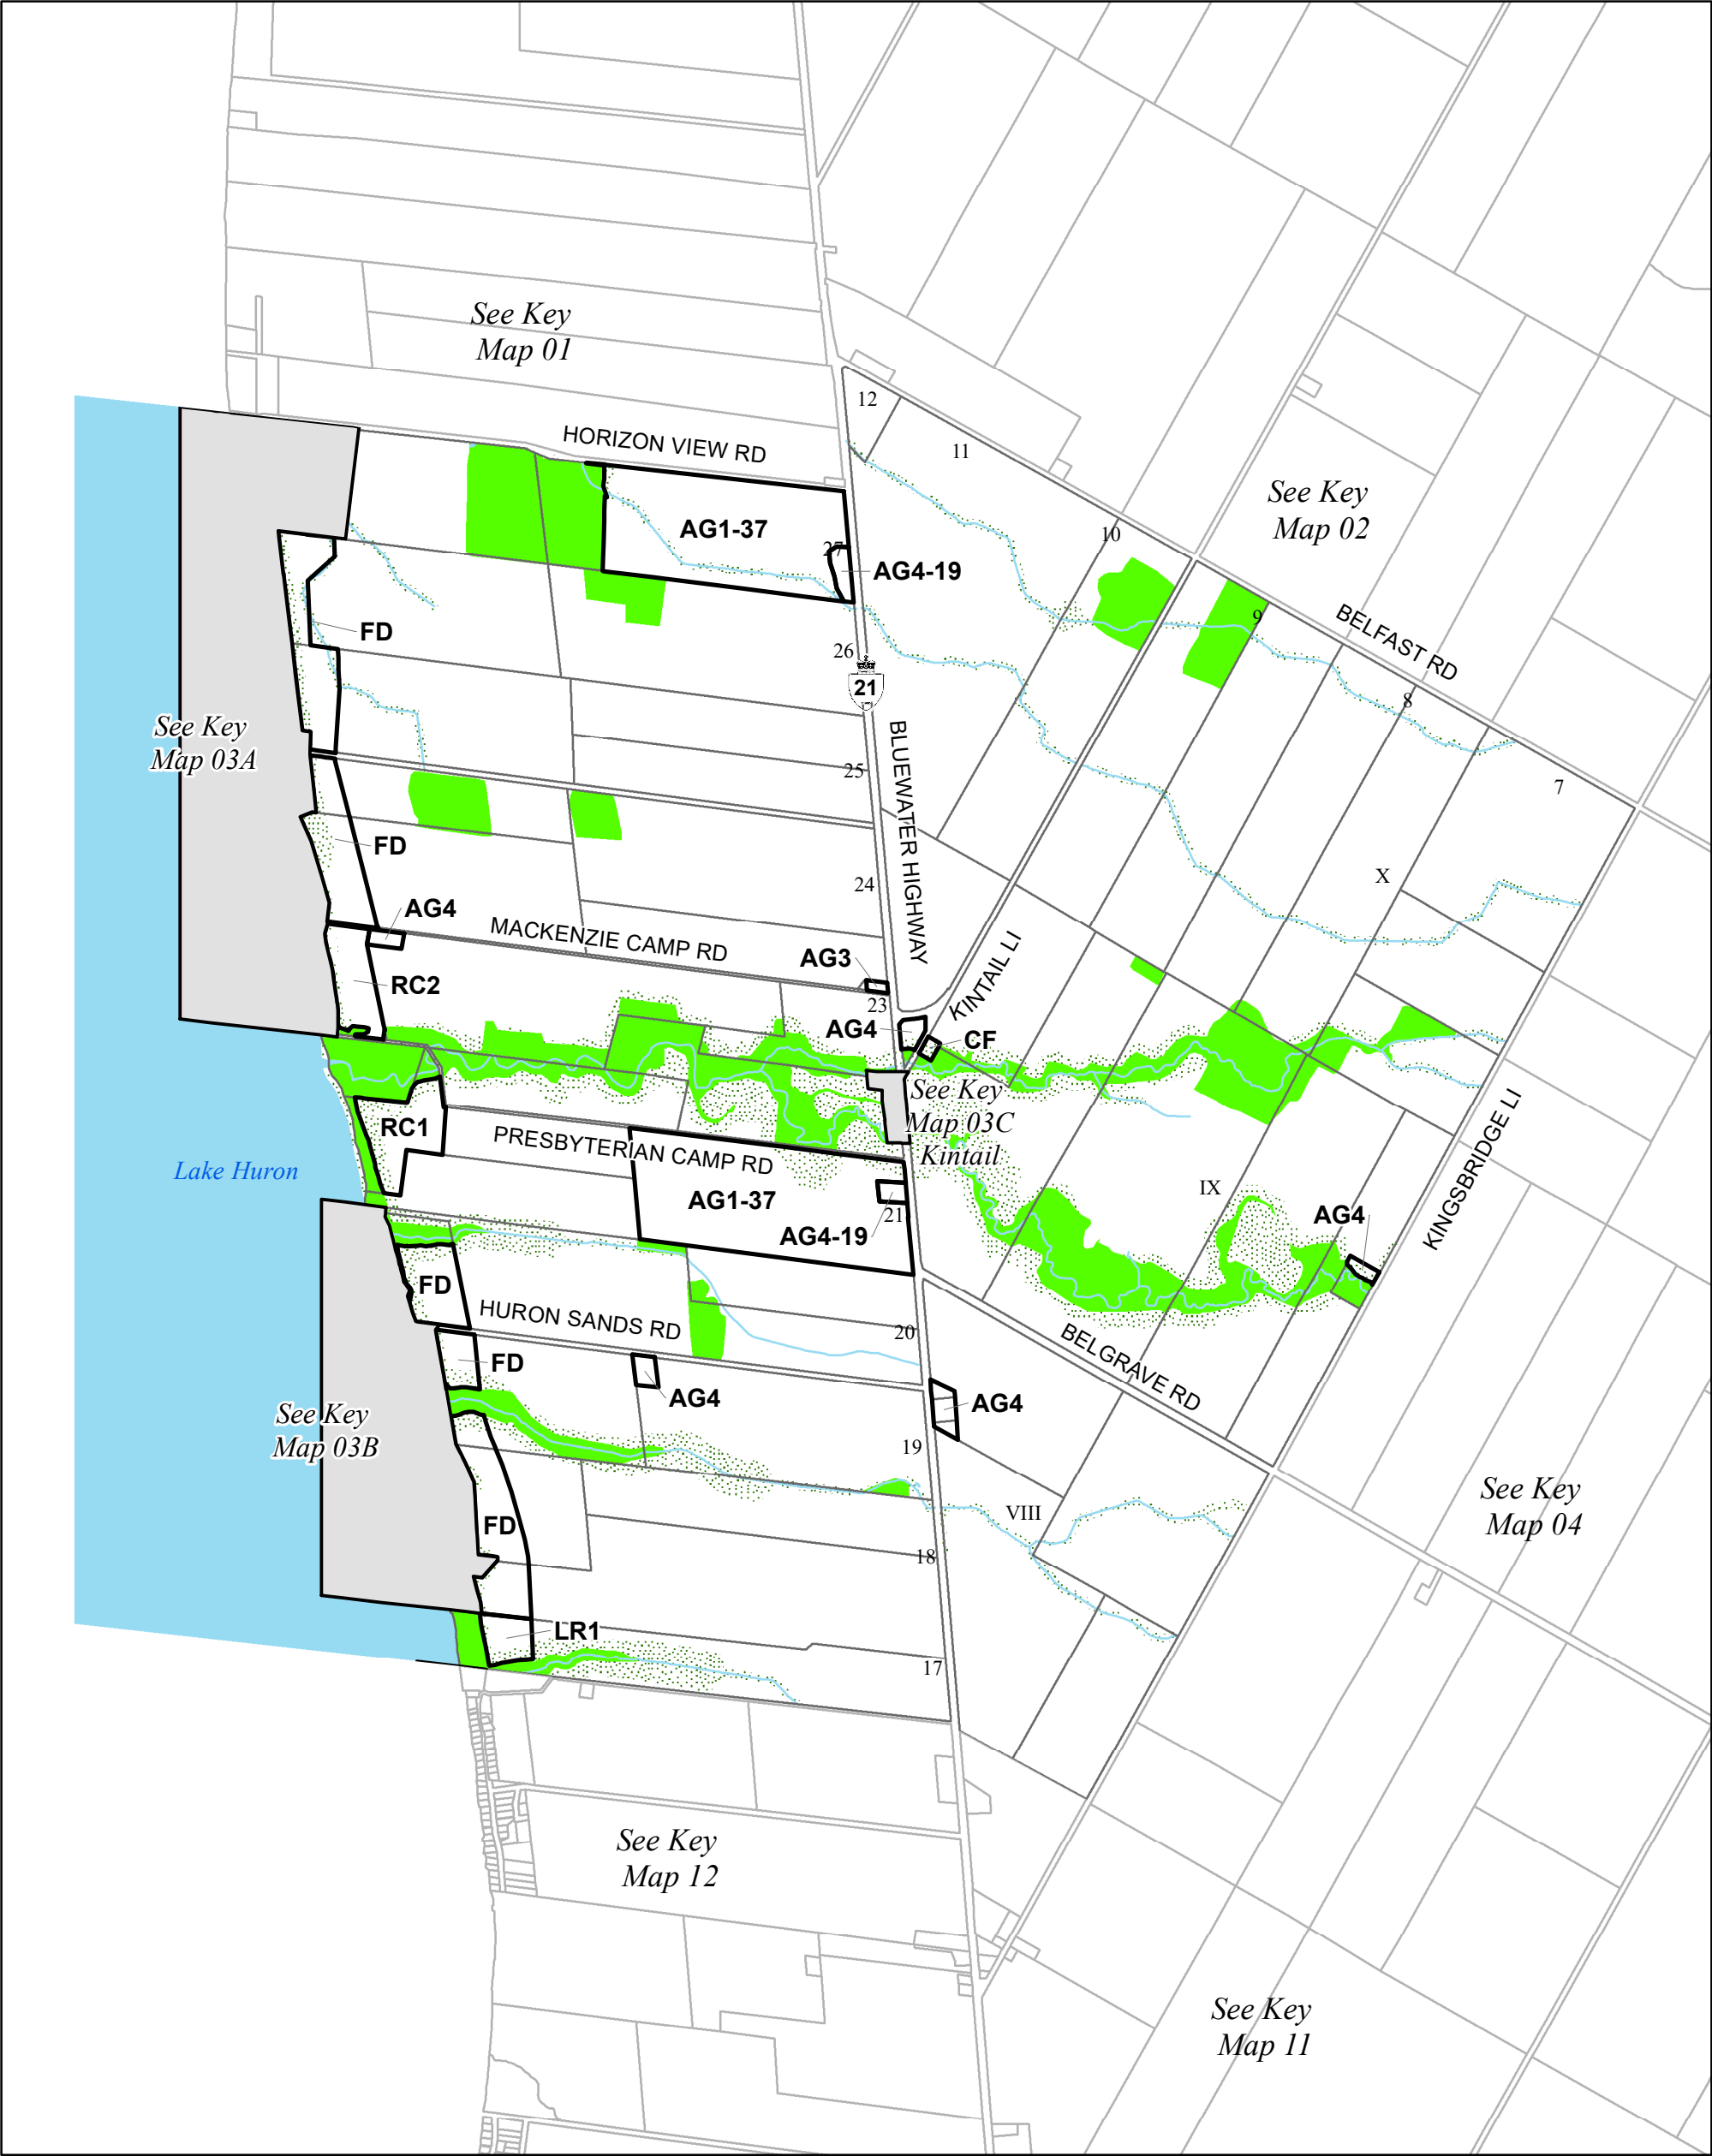 See Key
Map 01
12
HORIZON VIEW RD
11
See Key
Map 02
AG1-37
10
27
AG4-19
BELFAST RD
9
FD
26
21
8
See Key
Map 03A
BLUEWATER HIGHWAY
25
7
FD
24
X
AG4
MACKENZIE CAMP RD
AG3
KINTAIL LI
RC2
23
AG4
CF
See Key
Map 03C
Kintail
RC1
PRESBYTERIAN CAMP RD
KINGSBRIDGE LI
Lake Huron
AG1-37
IX
21
AG4
AG4-19
FD
HURON SANDS RD
20
BELGRAVE RD
FD
AG4
AG4
See Key
Map 03B
19
See Key
Map 04
VIII
FD
18
LR1
17
See Key
Map 12
See Key
Map 11